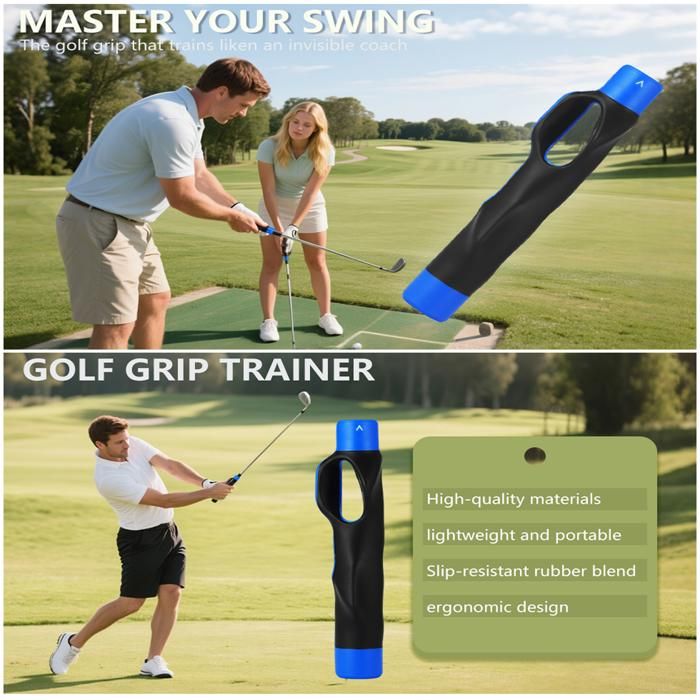 MASTER YOUR SWING
The golf grip that trains liken an invisible coach
GOLF GRIP TRAINER
High-quality materials
lightweight and portable
Slip-resistant rubber blend
ergonomic design